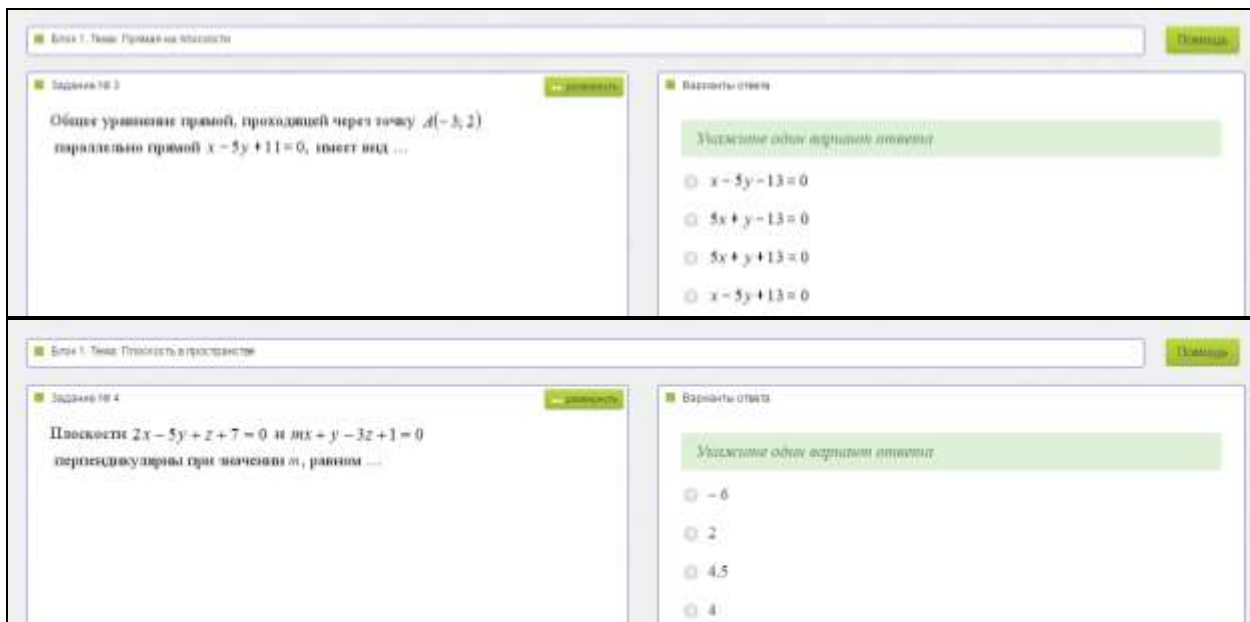 Блок 1. Тема: Прямая на плоскости
Помощь
Задание № 3
развернуть
Общее уравнение прямой, проходящей через точку A(−3; 2)
параллельно прямой x − 5y + 11 = 0, имеет вид ...
Варианты ответа
Укажите один вариант ответа
x − 5y − 13 = 0
5x + y − 13 = 0
5x + y + 13 = 0
x − 5y + 13 = 0
Блок 1. Тема: Плоскость в пространстве
Помощь
Задание № 4
развернуть
Плоскости 2x − 5y + z + 7 = 0 и mx + y − 3z + 1 = 0
перпендикулярны при значении m, равном ...
Варианты ответа
Укажите один вариант ответа
− 6
2
4,5
4